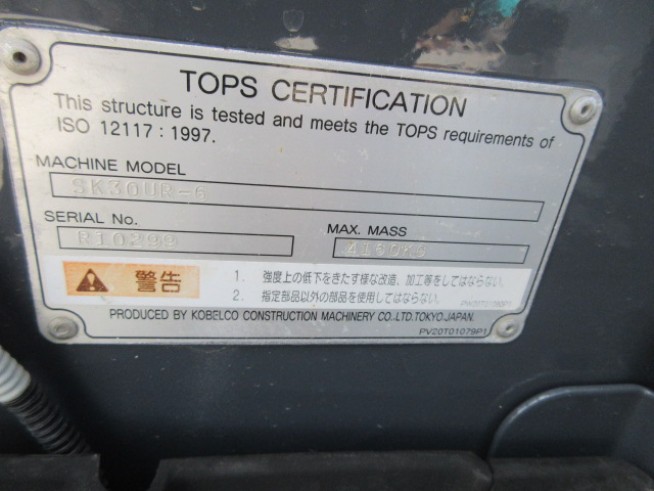 TOPS CERTIFICATION
This structure is tested and meets the TOPS requirements of
ISO 12117 : 1997.
MACHINE MODEL
SK30UR-6
SERIAL No.
MAX. MASS
警告
1. 強度上の低下をきたす様な改造、加工等をしてはならない。
2. 指定部品以外の部品を使用してはならない。
PRODUCED BY KOBELCO CONSTRUCTION MACHINERY CO.,LTD.TOKYO.JAPAN.
PV20T01079P1